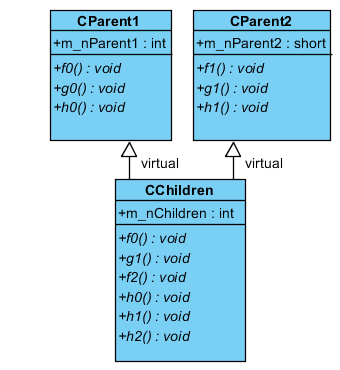 CParent1
+m_nParent1 : int
+f0() : void
+g0() : void
+h0() : void
CParent2
+m_nParent2 : short
+f1() : void
+g1() : void
+h1() : void
virtual
virtual
CChildren
+m_nChildren : int
+f0() : void
+g1() : void
+f2() : void
+h0() : void
+h1() : void
+h2() : void